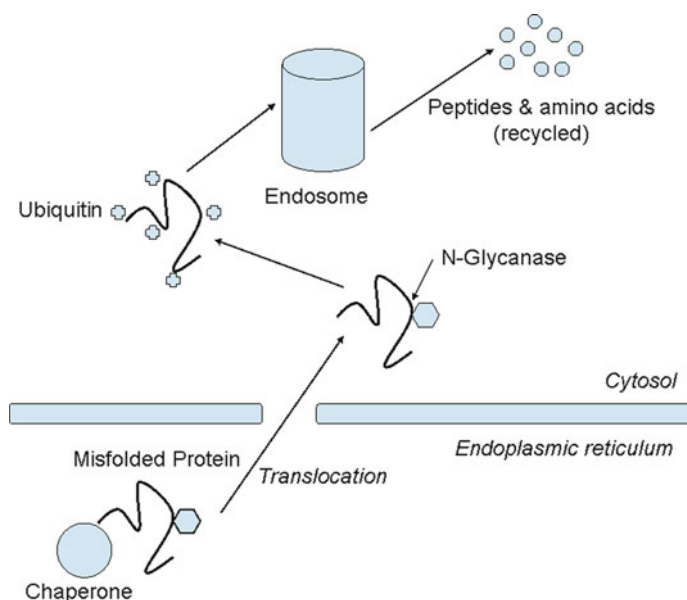 Peptides & amino acids
(recycled)
Endosome
Ubiquitin
N-Glycanase
Cytosol
Endoplasmic reticulum
Misfolded Protein
Translocation
Chaperone